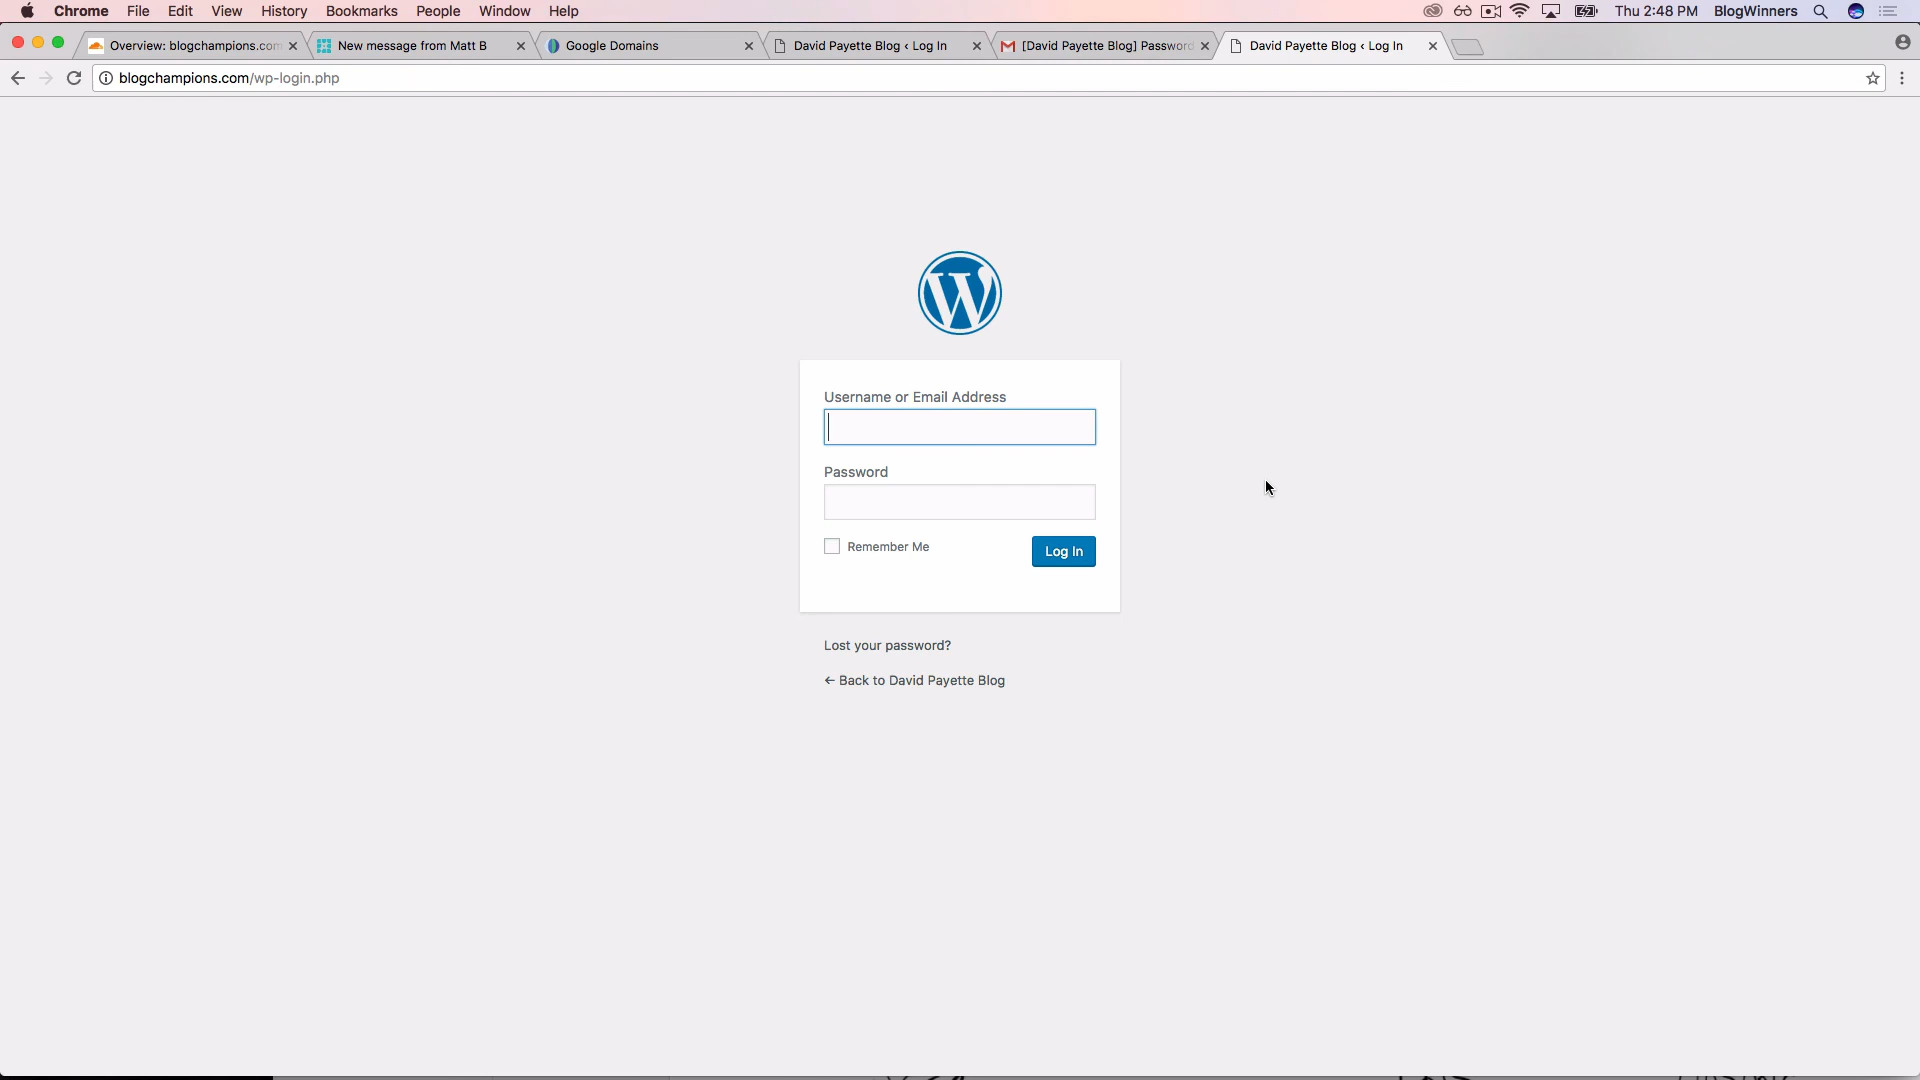 Chrome File Edit View History Bookmarks People Window Help Thu 2:48 PM BlogWinners
Overview: blogchampions.com New message from Matt B Google Domains David Payette Blog ‹ Log In [David Payette Blog] Password David Payette Blog ‹ Log In
blogchampions.com/wp-login.php
Username or Email Address
Password
Remember Me Log In
Lost your password?
← Back to David Payette Blog